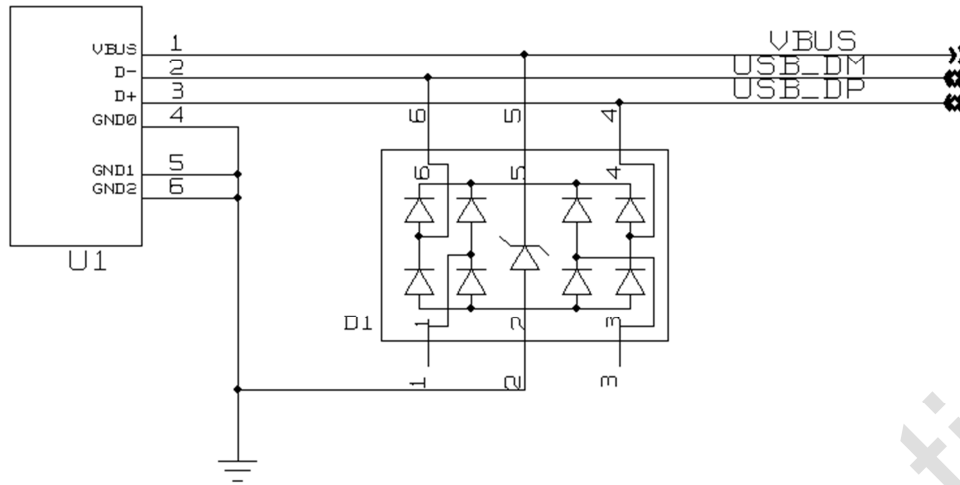 VBUS 1 VBUS
D- 2 USB_DM
D+ 3 USB_DP
GND0 4
6 5 4
GND1 5
GND2 6
6 5 4
U1
D1 1 2 3
1 2 3